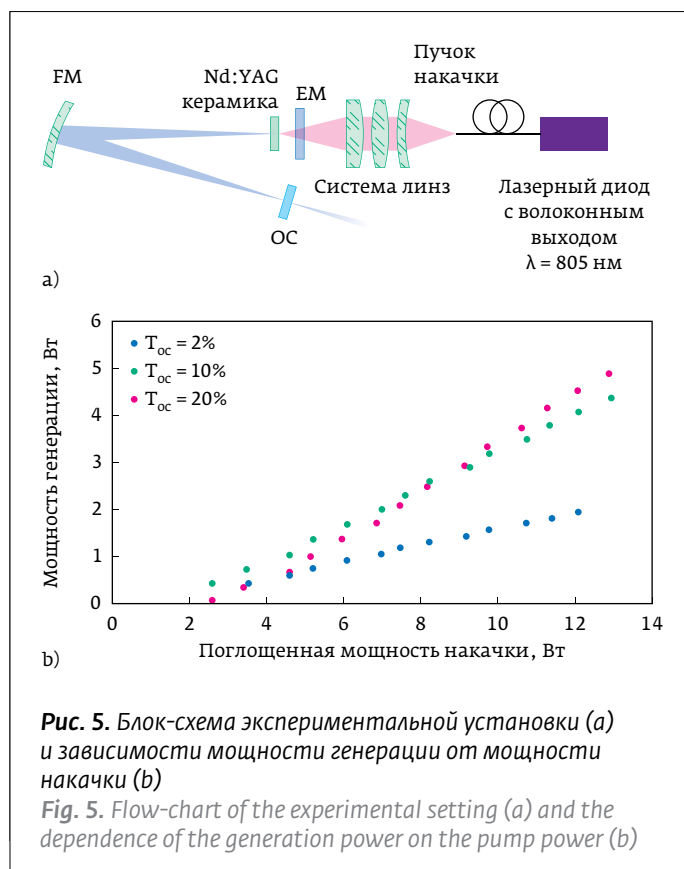 FM
Nd:YAG
керамика
EM
Пучок
накачки
Система линз
OC
Лазерный диод
с волоконным
выходом
λ = 805 нм
a)
Мощность генерации, Вт
6
5
4
3
2
1
0
Tос = 2%
Tос = 10%
Tос = 20%
0 2 4 6 8 10 12 14
Поглощенная мощность накачки, Вт
b)
Рис. 5. Блок-схема экспериментальной установки (a)
и зависимости мощности генерации от мощности
накачки (b)
Fig. 5. Flow-chart of the experimental setting (a) and the
dependence of the generation power on the pump power (b)